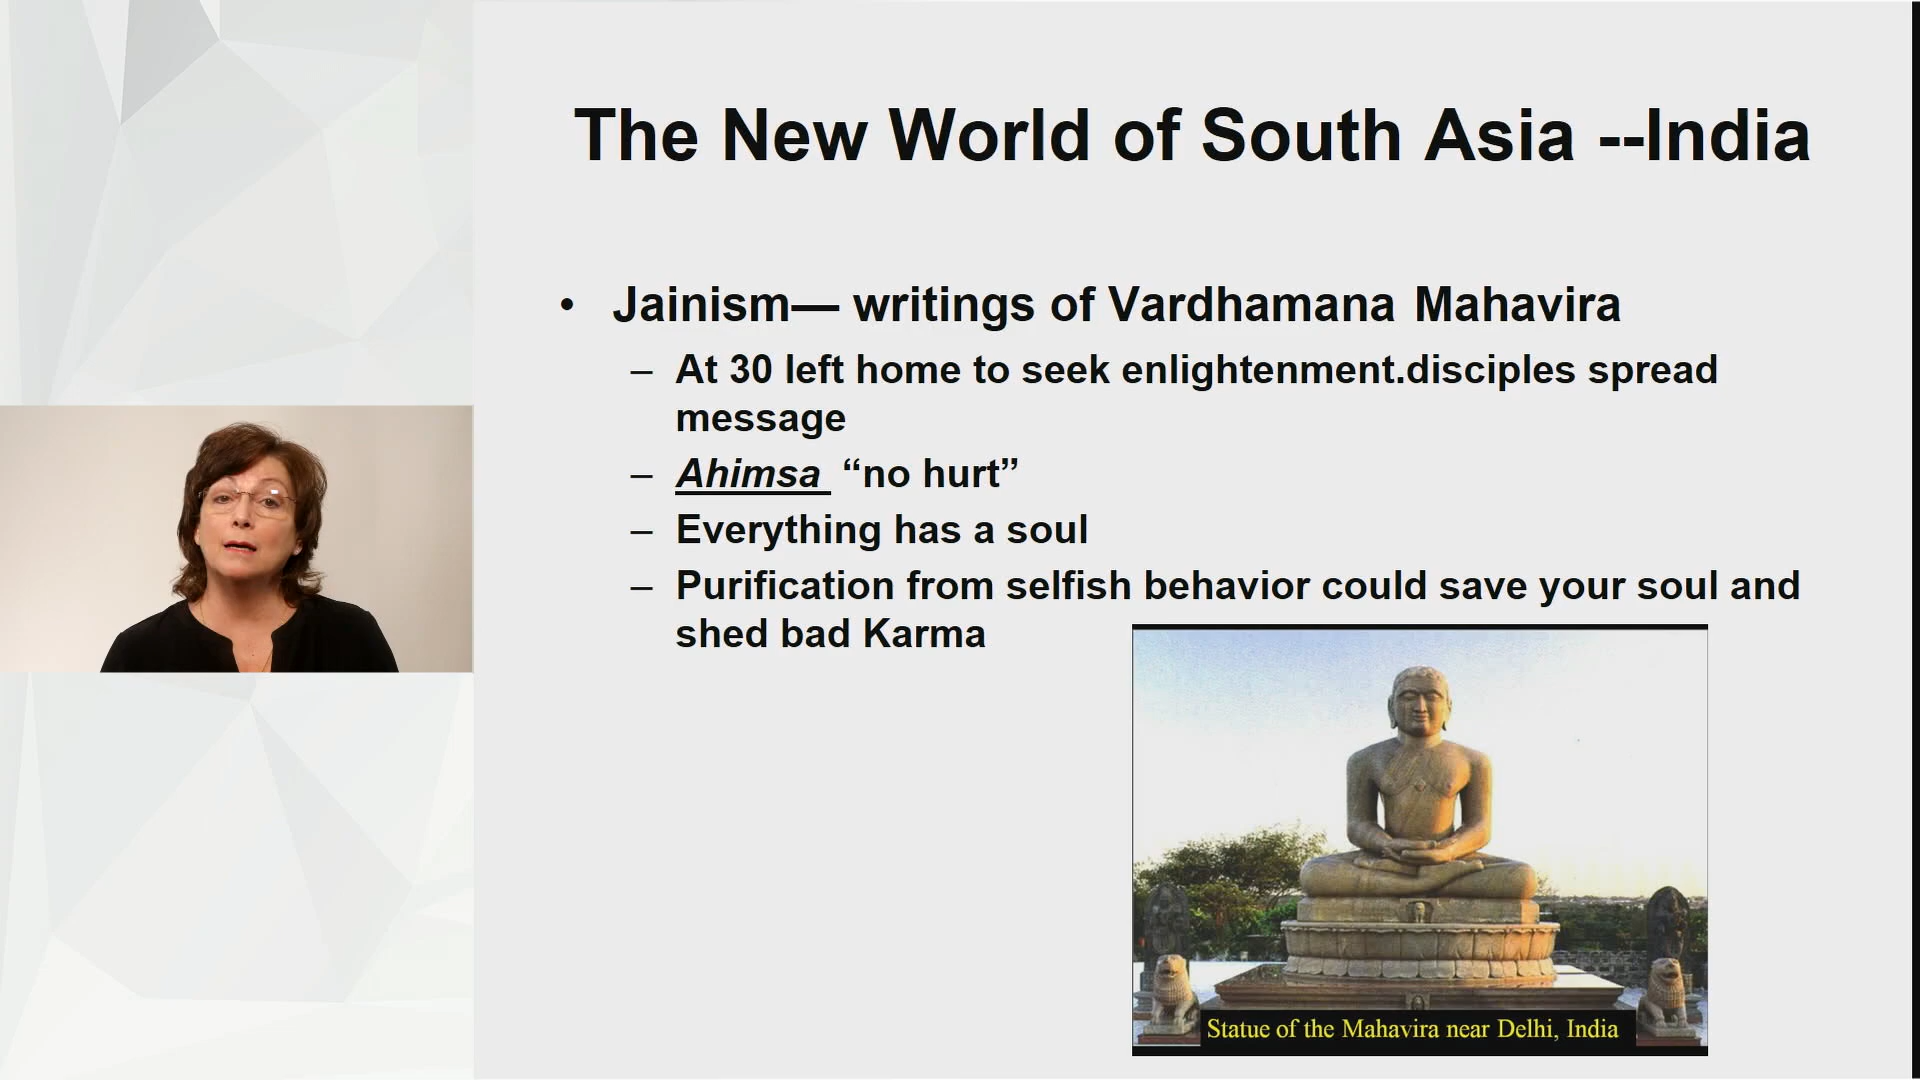 The New World of South Asia --India
• Jainism— writings of Vardhamana Mahavira
– At 30 left home to seek enlightenment.disciples spread
message
– Ahimsa “no hurt”
– Everything has a soul
– Purification from selfish behavior could save your soul and
shed bad Karma
Statue of the Mahavira near Delhi, India